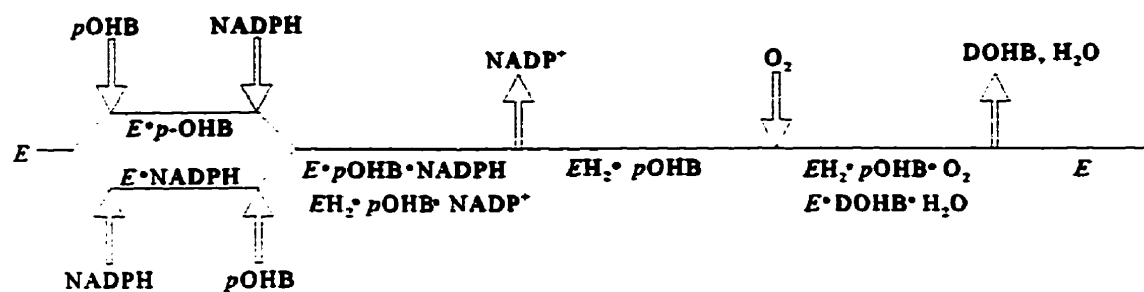 pOHB NADPH
NADP⁺ O₂ DOHB, H₂O
E•p-OHB
E
E•NADPH E•pOHB•NADPH EH₂• pOHB EH₂• pOHB• O₂ E
EH₂• pOHB• NADP⁺ E•DOHB•H₂O
NADPH pOHB